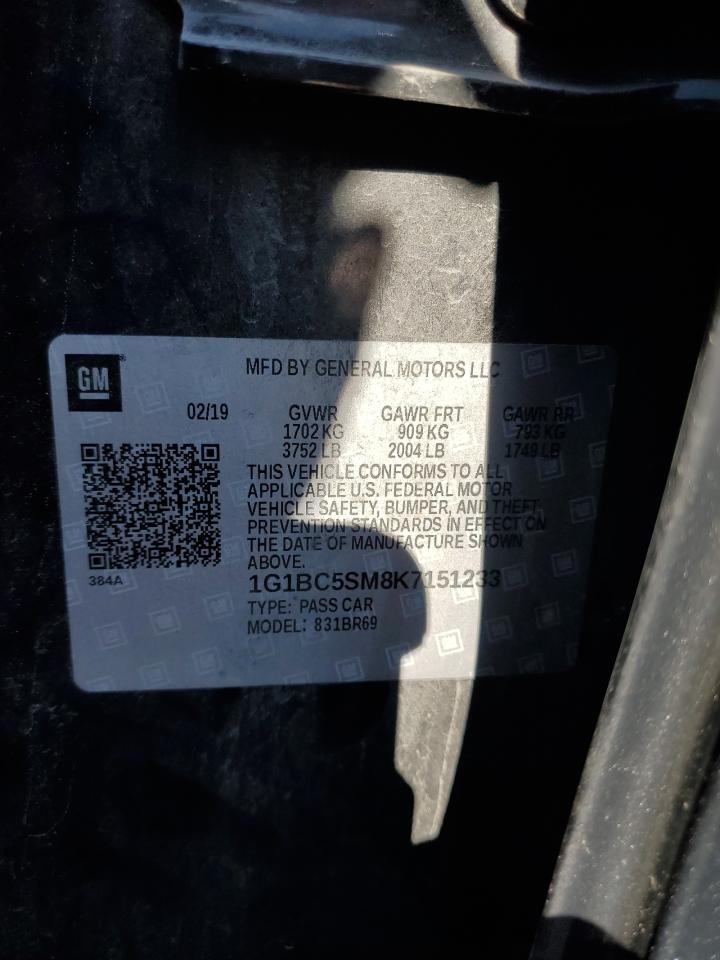 GM
MFD BY GENERAL MOTORS LLC
02/19 GVWR GAWR FRT GAWR RR
1702 KG 909 KG 793 KG
3752 LB 2004 LB 1749 LB
THIS VEHICLE CONFORMS TO ALL
APPLICABLE U.S. FEDERAL MOTOR
VEHICLE SAFETY, BUMPER, AND THEFT
PREVENTION STANDARDS IN EFFECT ON
THE DATE OF MANUFACTURE SHOWN
ABOVE.
384A
1G1BC5SM8K7151233
TYPE: PASS CAR
MODEL: 831BR69